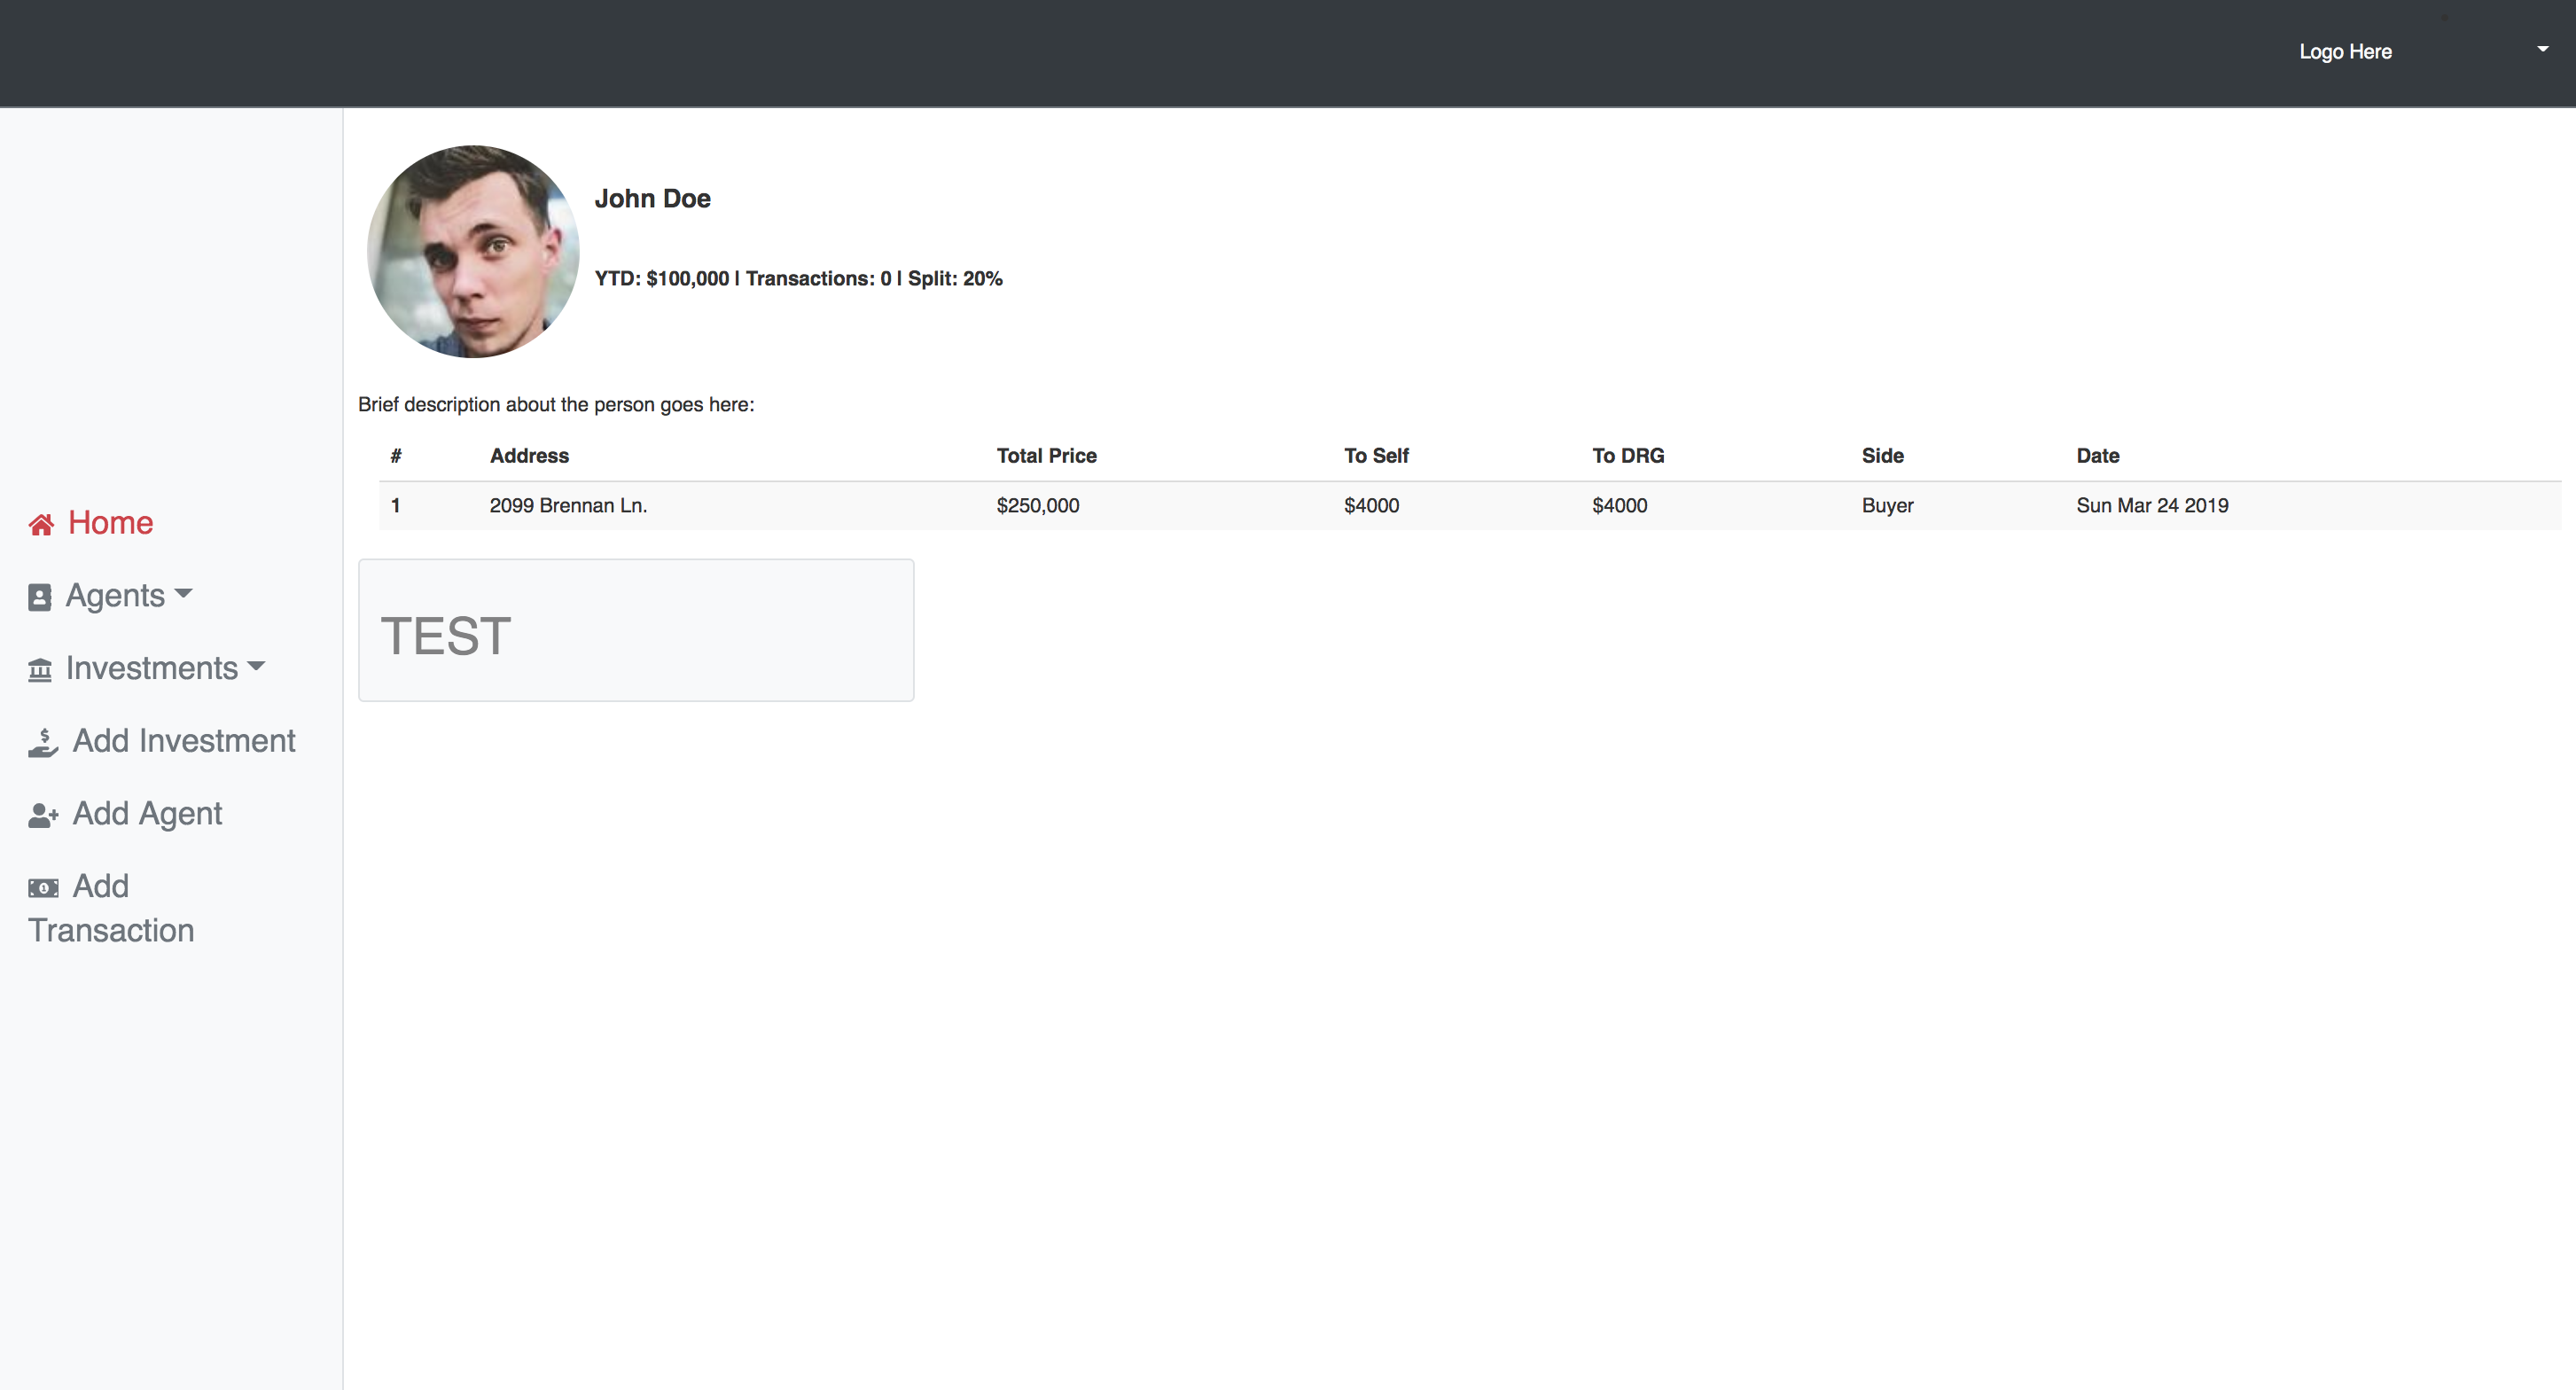 Logo Here
John Doe
YTD: $100,000 | Transactions: 0 | Split: 20%
Brief description about the person goes here:
# Address Total Price To Self To DRG Side Date
1 2099 Brennan Ln. $250,000 $4000 $4000 Buyer Sun Mar 24 2019
TEST
Home
Agents
Investments
Add Investment
Add Agent
Add
Transaction